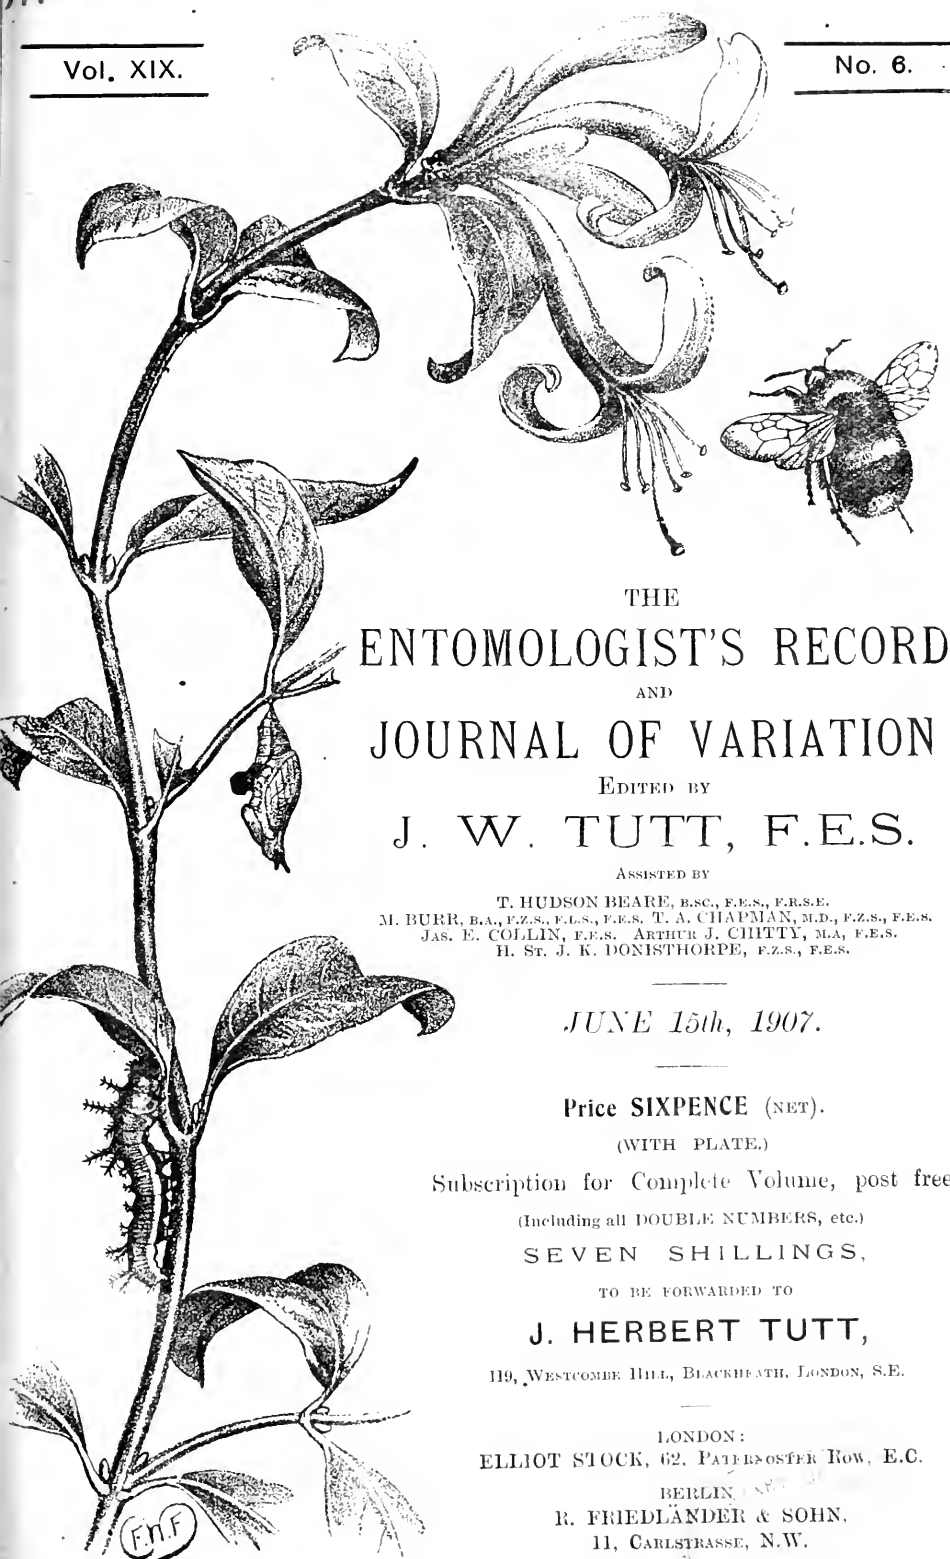 Vol. XIX.
No. 6.
THE
ENTOMOLOGIST'S RECORD
AND
JOURNAL OF VARIATION
EDITED BY
J. W. TUTT, F.E.S.
ASSISTED BY
T. HUDSON BEARE, B.SC., F.E.S., F.R.S.E.
M. BURR, B.A., F.Z.S., F.L.S., F.E.S. T. A. CHAPMAN, M.D., F.Z.S., F.E.S.
JAS. E. COLLIN, F.E.S. ARTHUR J. CHITTY, M.A, F.E.S.
H. ST. J. K. DONISTHORPE, F.Z.S., F.E.S.
JUNE 15th, 1907.
Price SIXPENCE (NET).
(WITH PLATE.)
Subscription for Complete Volume, post free
(Including all DOUBLE NUMBERS, etc.)
SEVEN SHILLINGS,
TO BE FORWARDED TO
J. HERBERT TUTT,
119, WESTCOMBE HILL, BLACKHEATH, LONDON, S.E.
LONDON:
ELLIOT STOCK, 62, PATERNOSTER ROW, E.C.
BERLIN
R. FRIEDLÄNDER & SOHN,
11, CARLSTRASSE, N.W.
F.n.F